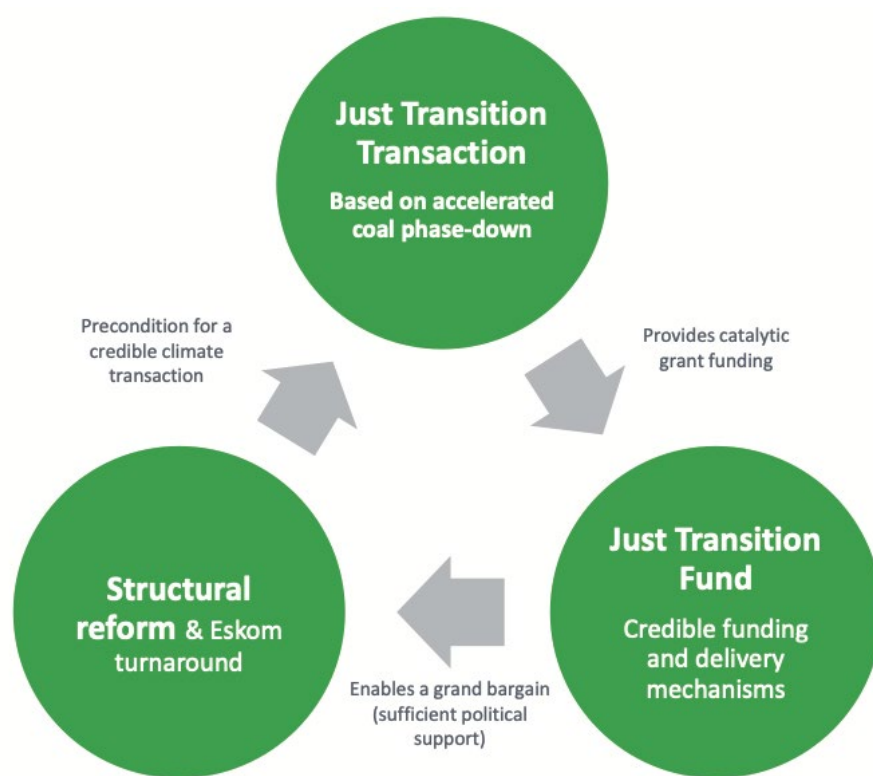 Just Transition
Transaction
Based on accelerated
coal phase-down
Precondition for a
credible climate
transaction
Provides catalytic
grant funding
Structural
reform & Eskom
turnaround
Just Transition
Fund
Credible funding
and delivery
mechanisms
Enables a grand bargain
(sufficient political
support)